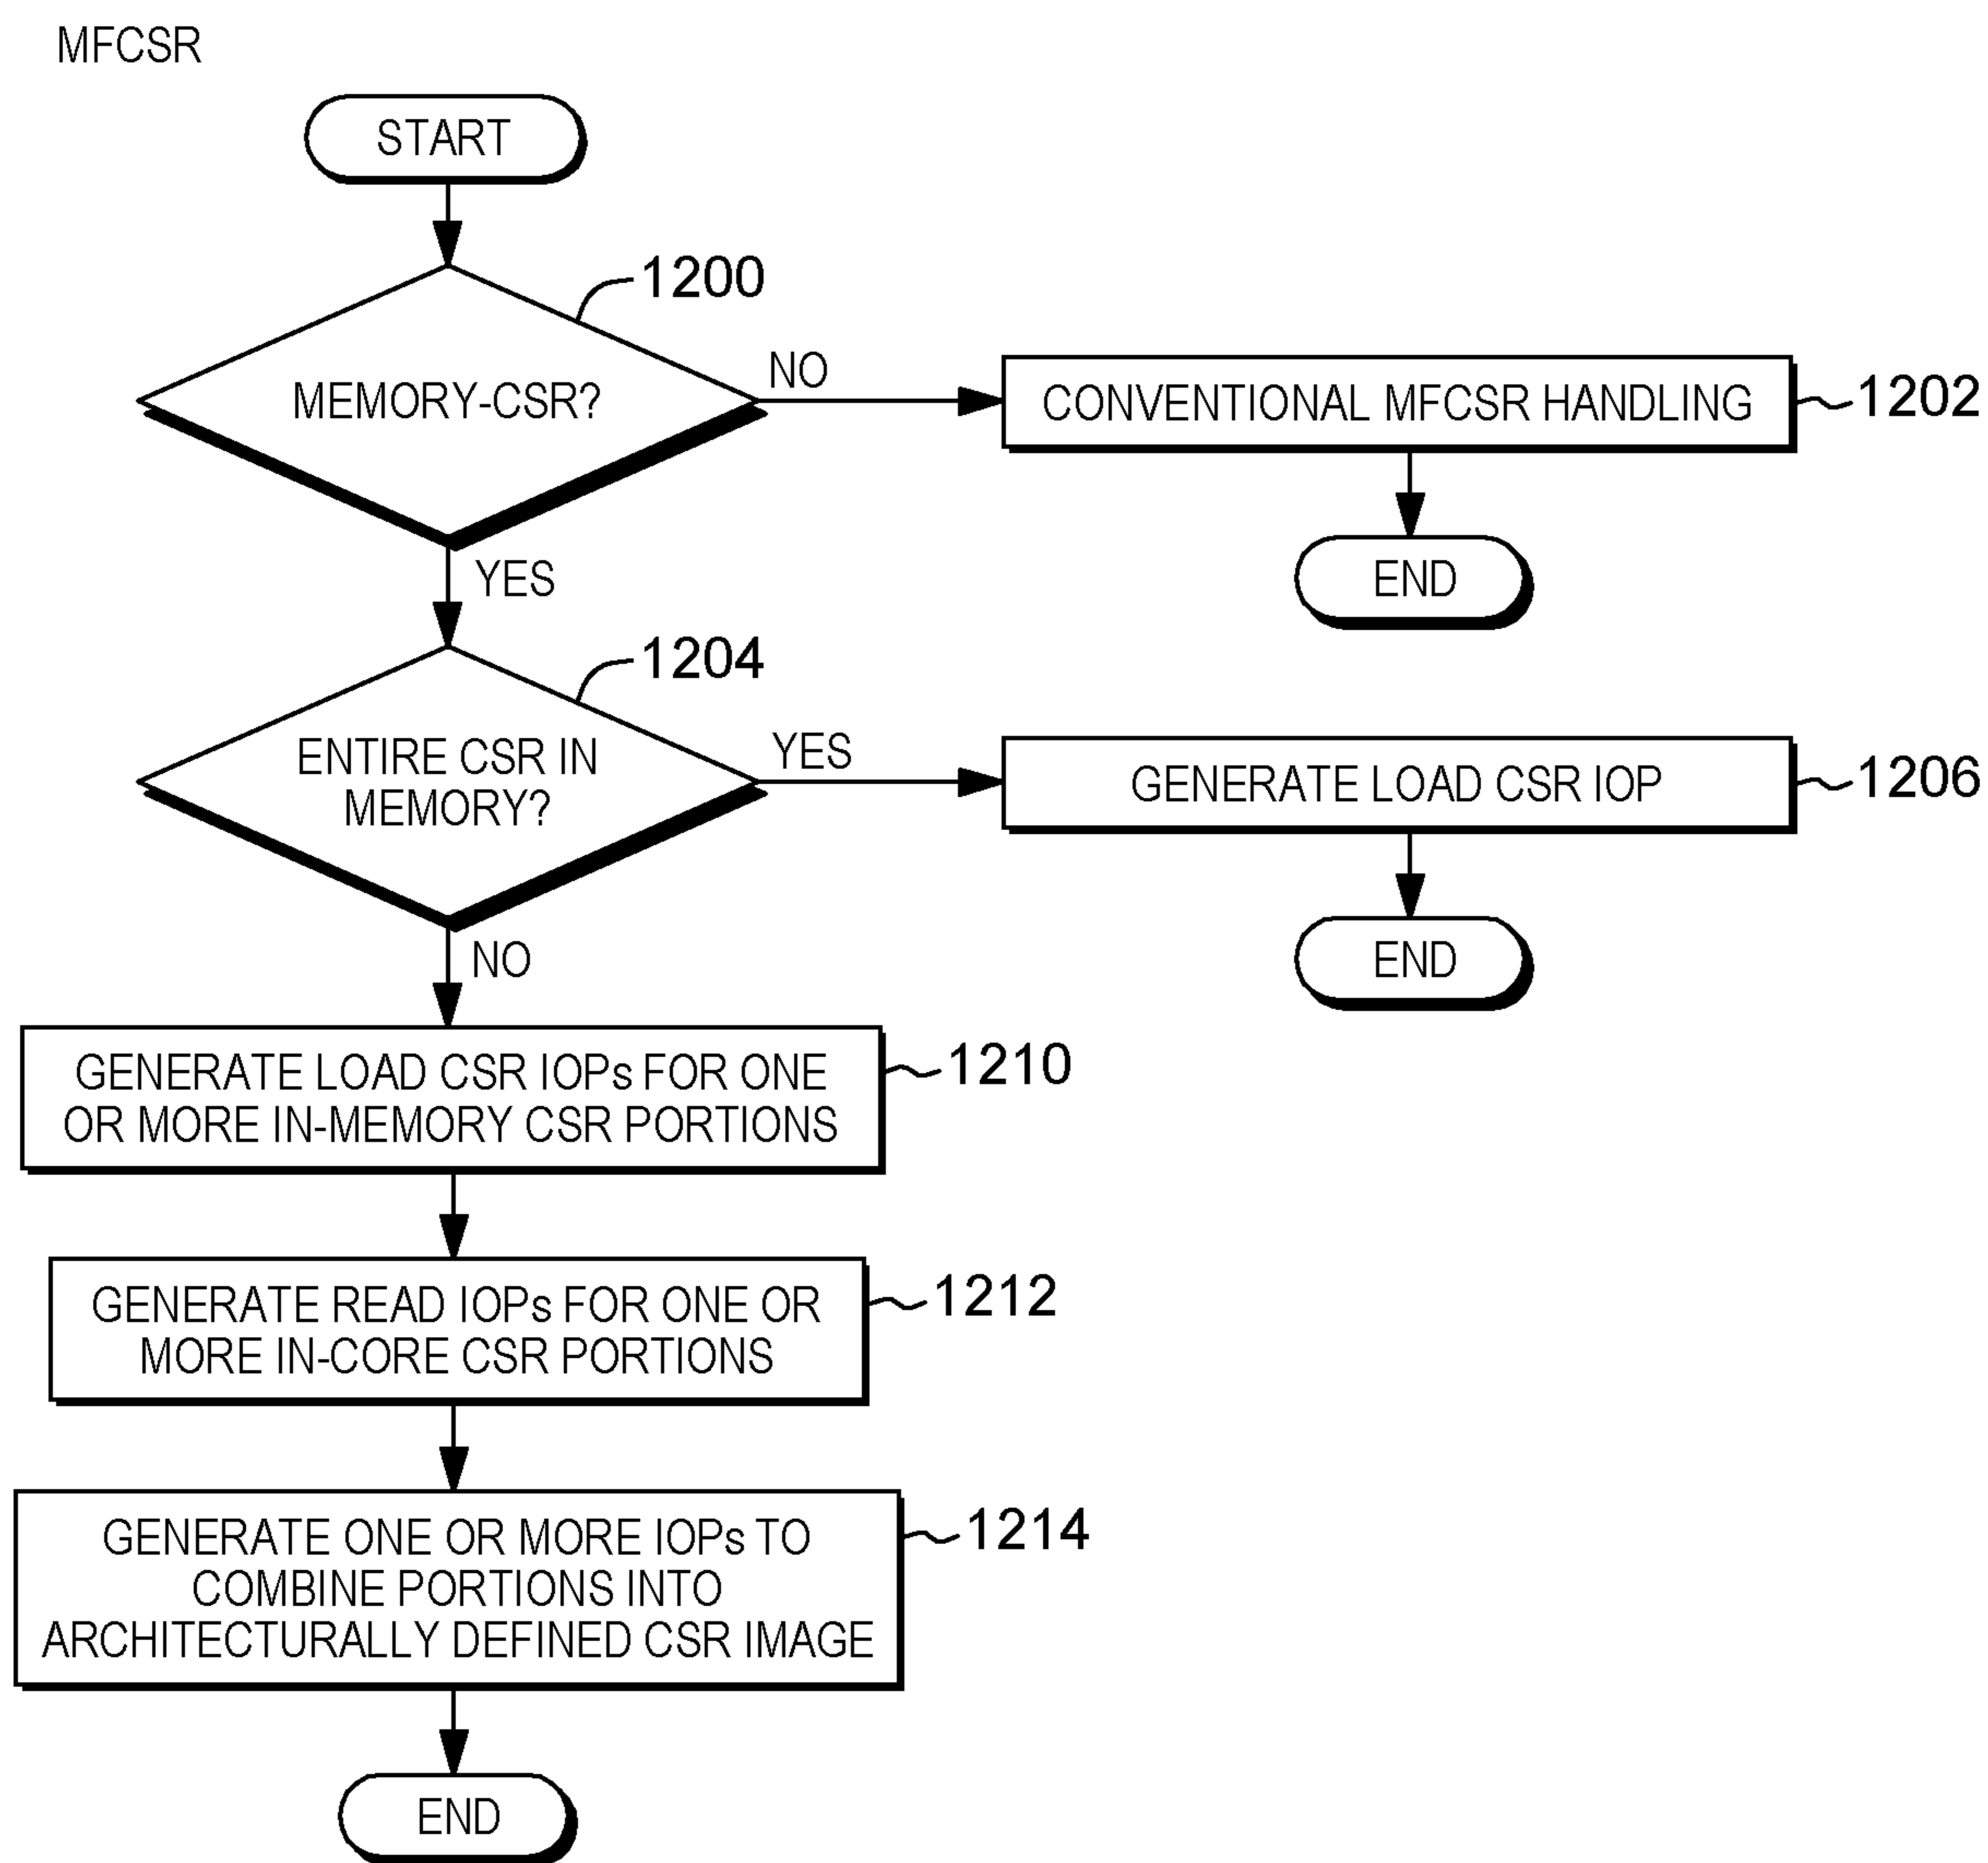 MFCSR
START
1200
MEMORY-CSR?
NO
CONVENTIONAL MFCSR HANDLING
1202
END
YES
1204
ENTIRE CSR IN
MEMORY?
YES
GENERATE LOAD CSR IOP
1206
END
NO
GENERATE LOAD CSR IOPs FOR ONE
OR MORE IN-MEMORY CSR PORTIONS
1210
GENERATE READ IOPs FOR ONE OR
MORE IN-CORE CSR PORTIONS
1212
GENERATE ONE OR MORE IOPs TO
COMBINE PORTIONS INTO
ARCHITECTURALLY DEFINED CSR IMAGE
1214
END